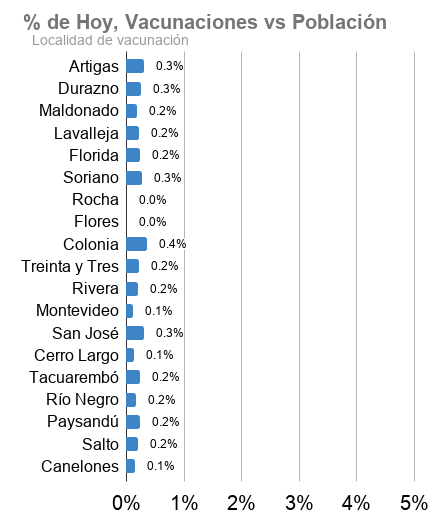 % de Hoy, Vacunaciones vs Población
Localidad de vacunación
Artigas 0.3%
Durazno 0.3%
Maldonado 0.2%
Lavalleja 0.2%
Florida 0.2%
Soriano 0.3%
Rocha 0.0%
Flores 0.0%
Colonia 0.4%
Treinta y Tres 0.2%
Rivera 0.2%
Montevideo 0.1%
San José 0.3%
Cerro Largo 0.1%
Tacuarembó 0.2%
Río Negro 0.2%
Paysandú 0.2%
Salto 0.2%
Canelones 0.1%
0% 1% 2% 3% 4% 5%